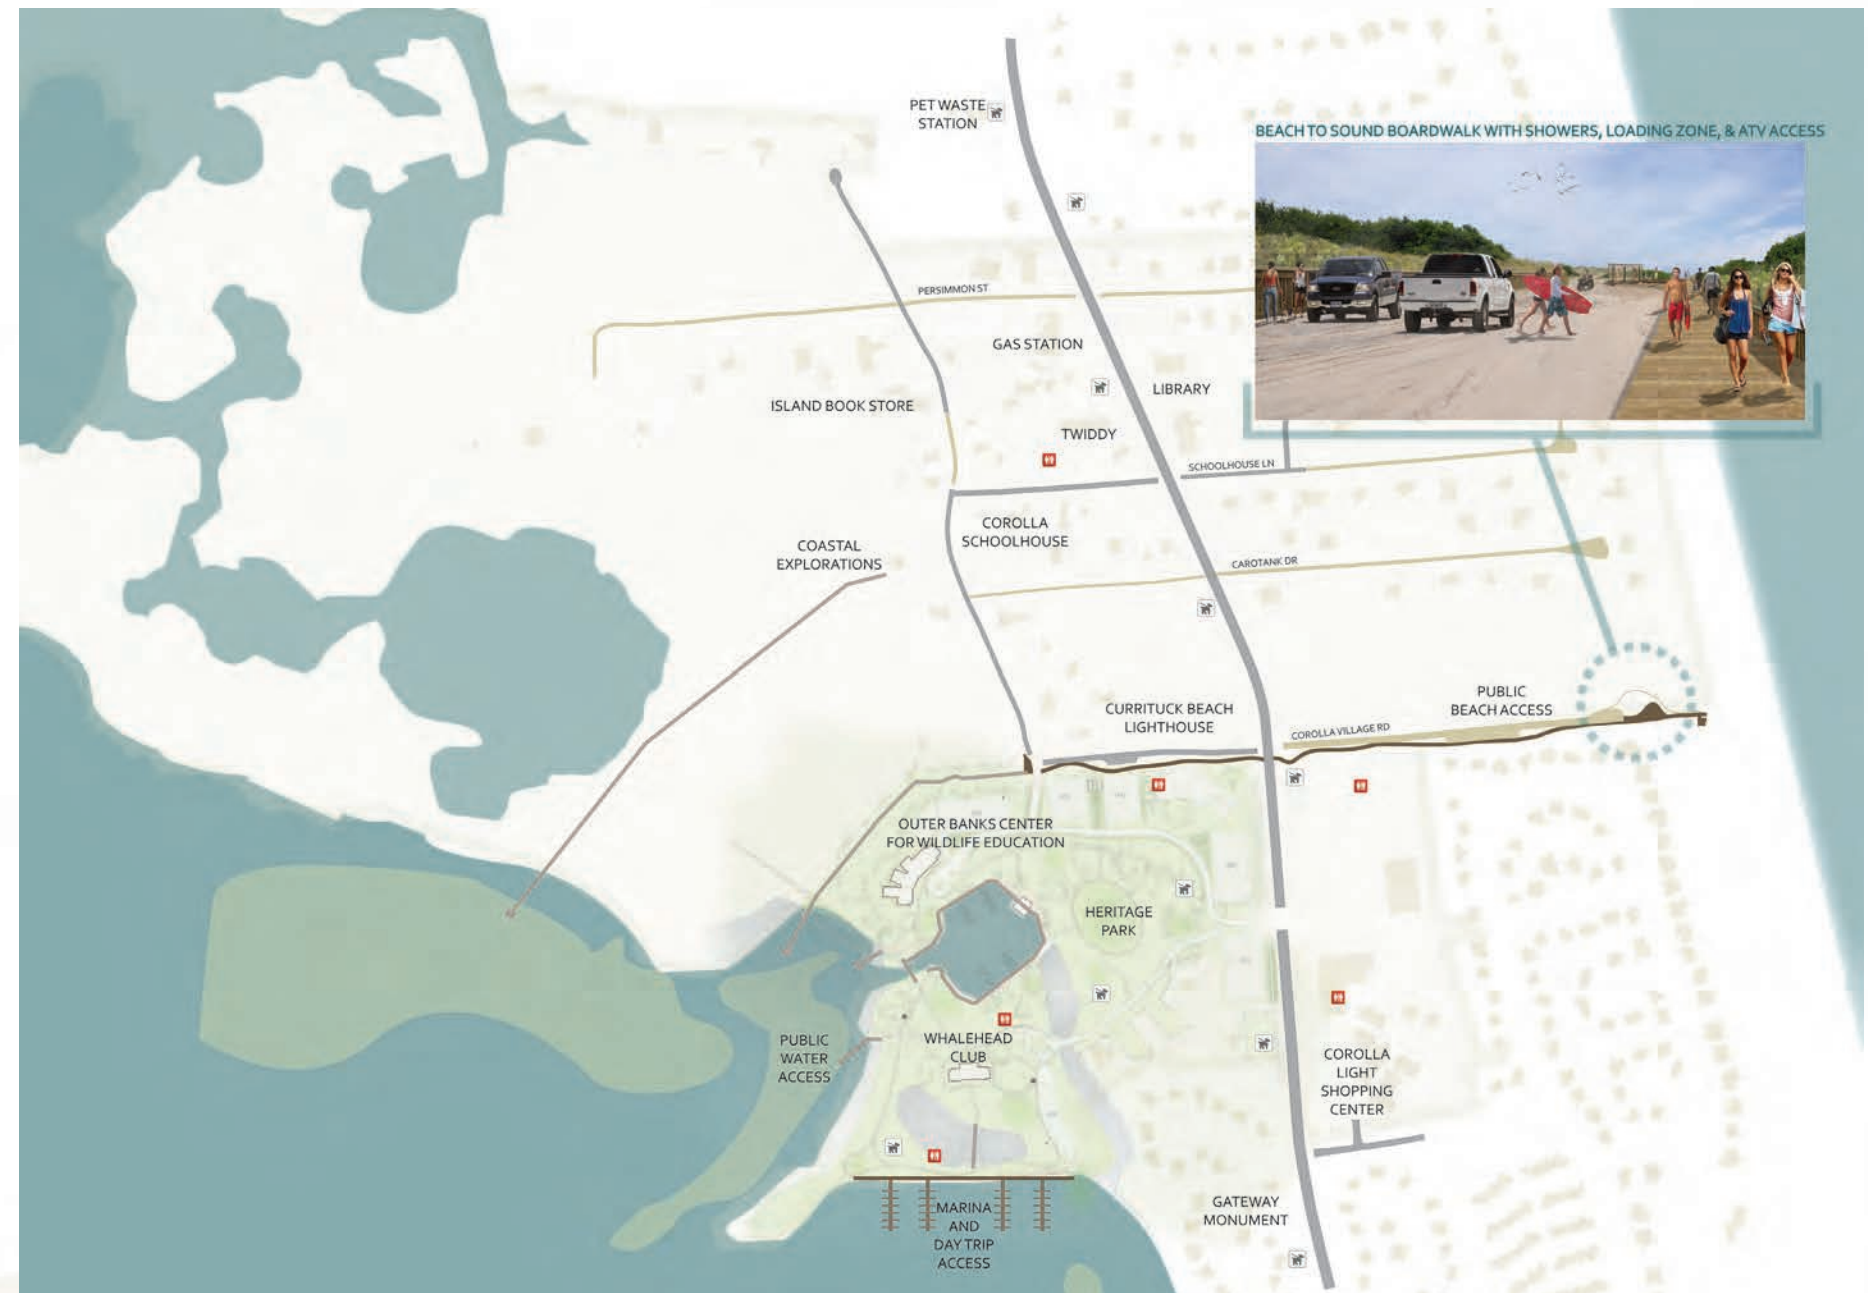 PET WASTE
STATION
BEACH TO SOUND BOARDWALK WITH SHOWERS, LOADING ZONE, & ATV ACCESS
PERSIMMON ST
GAS STATION
LIBRARY
ISLAND BOOK STORE
TWIDDY
SCHOOLHOUSE LN
COROLLA
SCHOOLHOUSE
COASTAL
EXPLORATIONS
CAROTANK DR
PUBLIC
BEACH ACCESS
CURRITUCK BEACH
LIGHTHOUSE
COROLLA VILLAGE RD
OUTER BANKS CENTER
FOR WILDLIFE EDUCATION
HERITAGE
PARK
PUBLIC
WATER
ACCESS
WHALEHEAD
CLUB
COROLLA
LIGHT
SHOPPING
CENTER
GATEWAY
MONUMENT
MARINA
AND
DAY TRIP
ACCESS